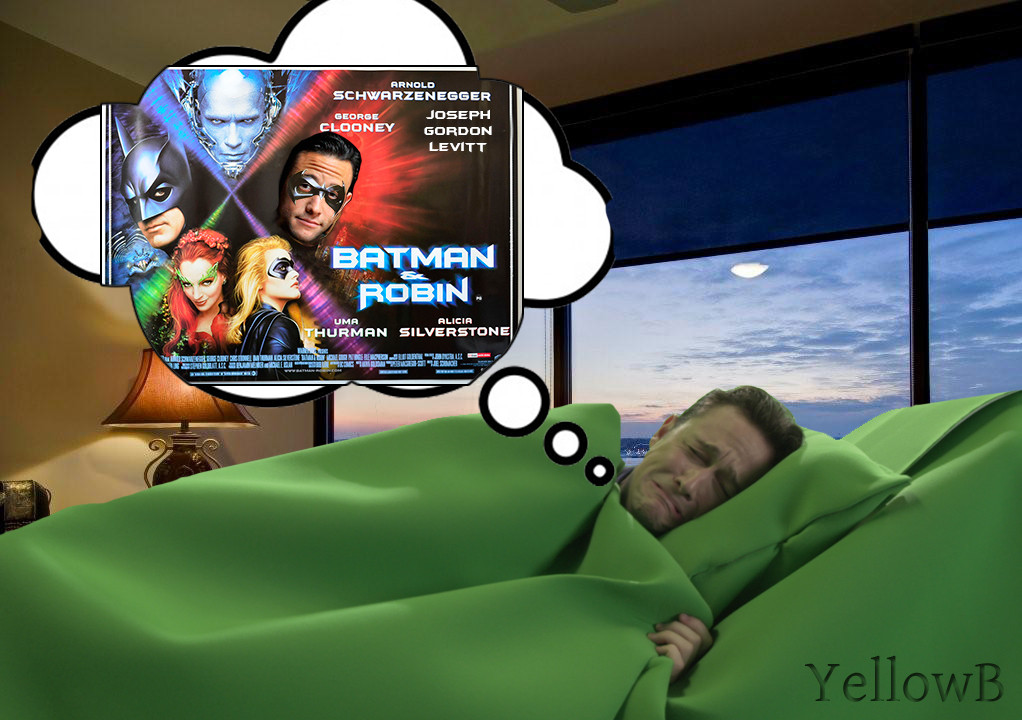 ARNOLD
SCHWARZENEGGER
GEORGE
CLOONEY
JOSEPH
GORDON
LEVITT
BATMAN
&
ROBIN
UMA
THURMAN
ALICIA
SILVERSTONE
YellowB